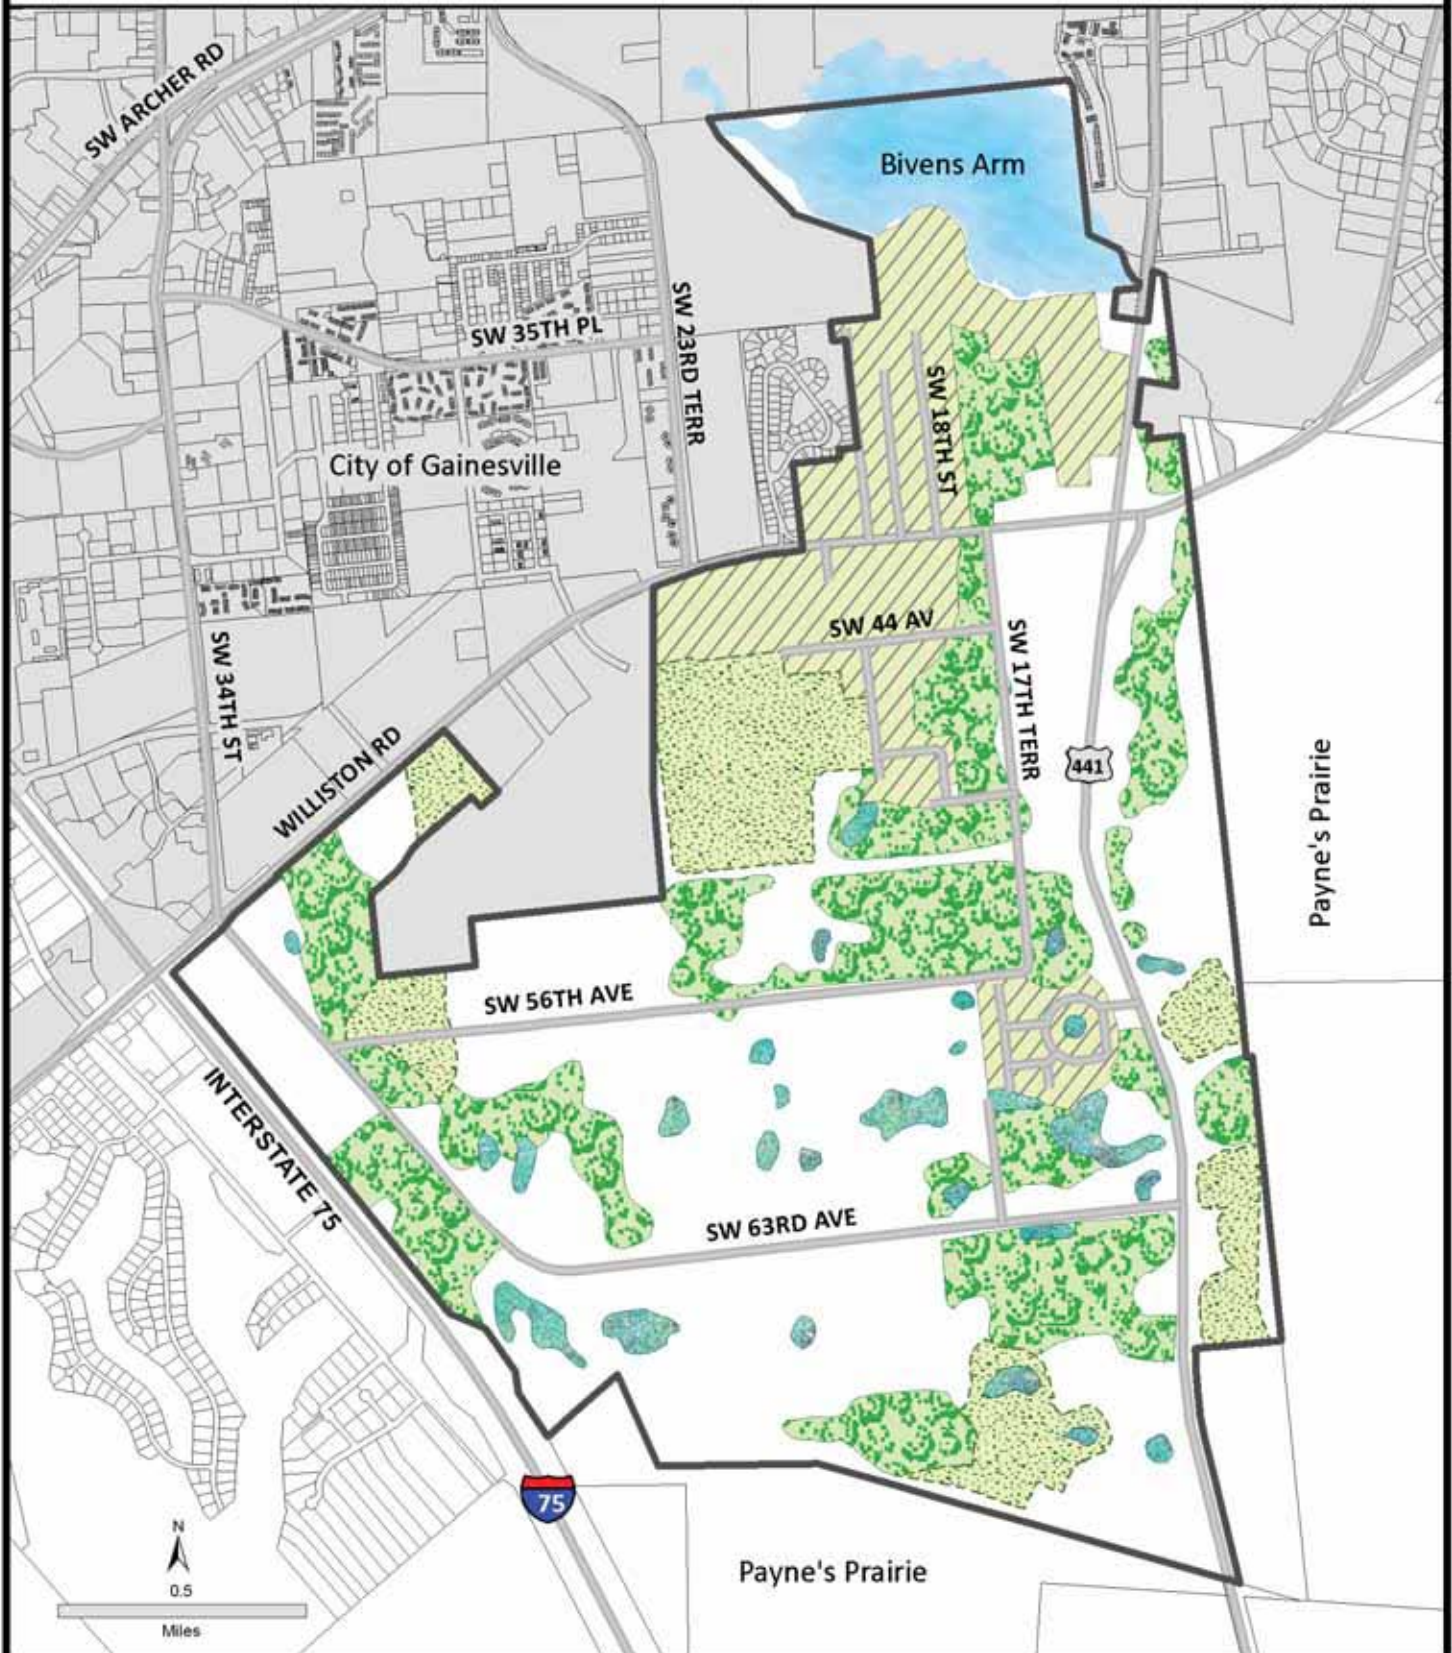 SW ARCHER RD
Bivens Arm
SW 35TH PL
SW 23RD TERR
SW 18TH ST
City of Gainesville
SW 44 AV
SW 17TH TERR
SW 34TH ST
WILLISTON RD
441
Payne's Prairie
SW 56TH AVE
INTERSTATE 75
SW 63RD AVE
75
N
0.5
Miles
Payne's Prairie